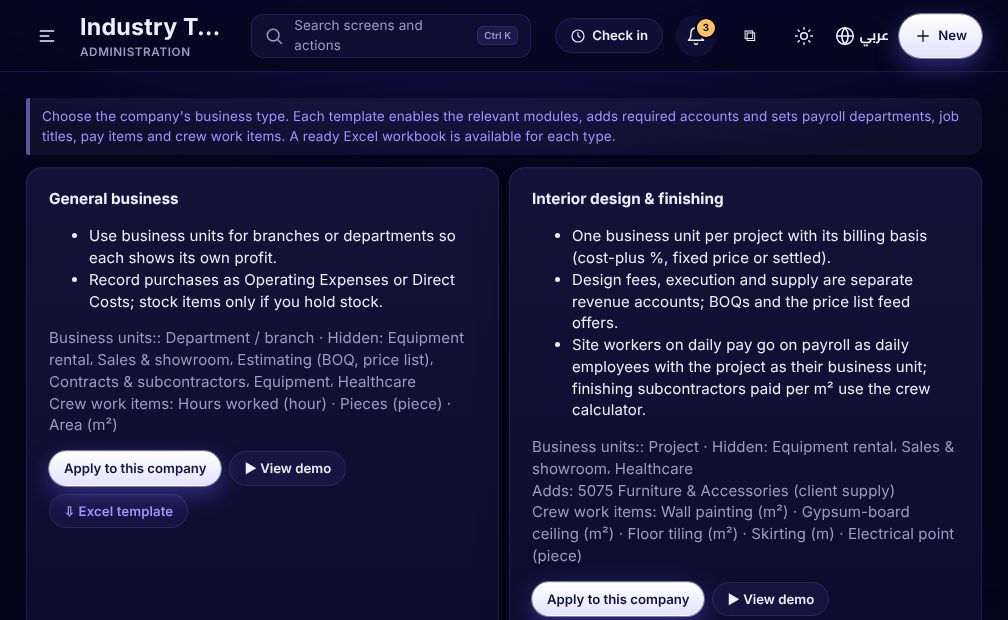 Industry T...
ADMINISTRATION
Search screens and
actions
Ctrl K
Check in
3
عربي
New
Choose the company's business type. Each template enables the relevant modules, adds required accounts and sets payroll departments, job
titles, pay items and crew work items. A ready Excel workbook is available for each type.
General business
• Use business units for branches or departments so
each shows its own profit.
• Record purchases as Operating Expenses or Direct
Costs; stock items only if you hold stock.
Business units:: Department / branch · Hidden: Equipment
rental، Sales & showroom، Estimating (BOQ, price list)،
Contracts & subcontractors، Equipment، Healthcare
Crew work items: Hours worked (hour) · Pieces (piece) ·
Area (m²)
Apply to this company
▶ View demo
⇩ Excel template
Interior design & finishing
• One business unit per project with its billing basis
(cost-plus %, fixed price or settled).
• Design fees, execution and supply are separate
revenue accounts; BOQs and the price list feed
offers.
• Site workers on daily pay go on payroll as daily
employees with the project as their business unit;
finishing subcontractors paid per m² use the crew
calculator.
Business units:: Project · Hidden: Equipment rental، Sales &
showroom، Healthcare
Adds: 5075 Furniture & Accessories (client supply)
Crew work items: Wall painting (m²) · Gypsum-board
ceiling (m²) · Floor tiling (m²) · Skirting (m) · Electrical point
(piece)
Apply to this company
▶ View demo